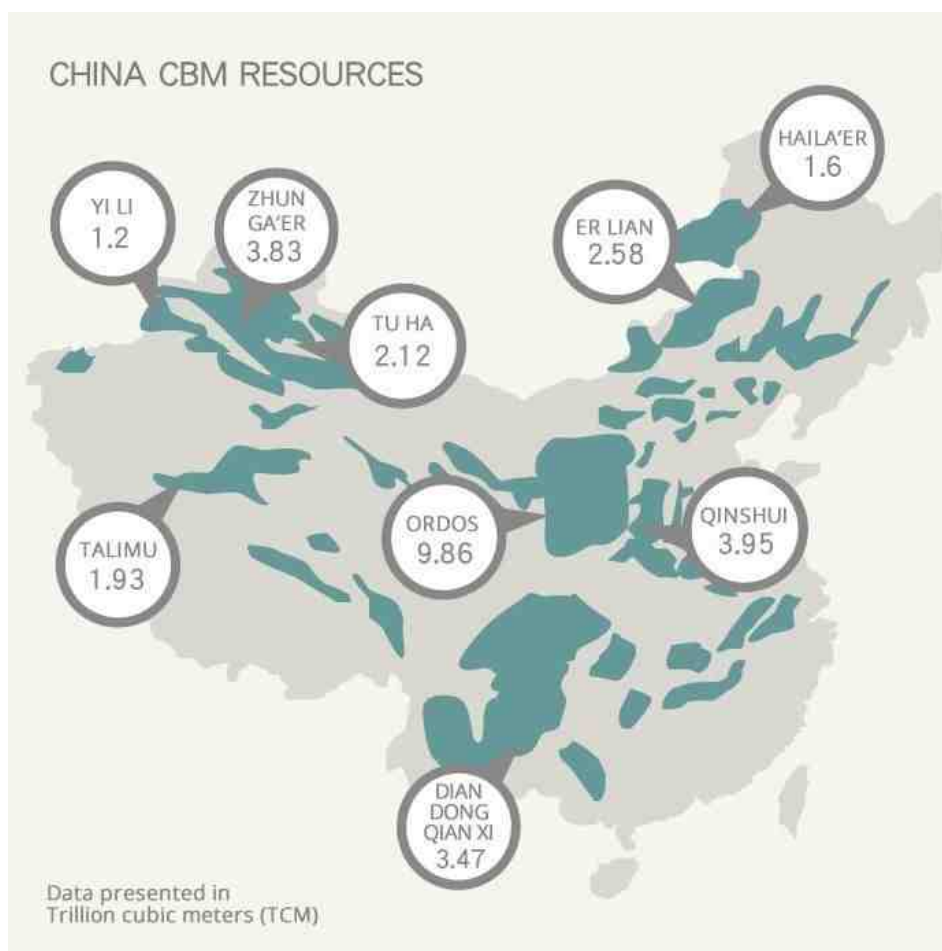 CHINA CBM RESOURCES
HAILA'ER
1.6
YI LI
1.2
ZHUN
GA'ER
3.83
ER LIAN
2.58
TU HA
2.12
ORDOS
9.86
QINSHUI
3.95
TALIMU
1.93
DIAN
DONG
QIAN XI
3.47
Data presented in
Trillion cubic meters (TCM)